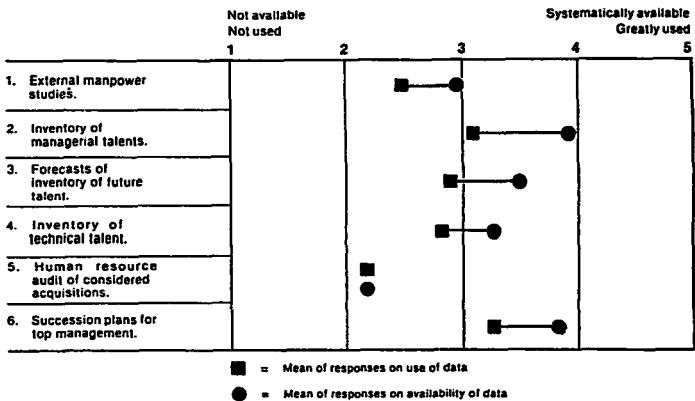 Not available
Not used
Systematically available
Greatly used
1 2 3 4 5
1. External manpower
studies.
2. Inventory of
managerial talents.
3. Forecasts of
inventory of future
talent.
4. Inventory of
technical talent.
5. Human resource
audit of considered
acquisitions.
6. Succession plans for
top management.
■ = Mean of responses on use of data
● = Mean of responses on availability of data